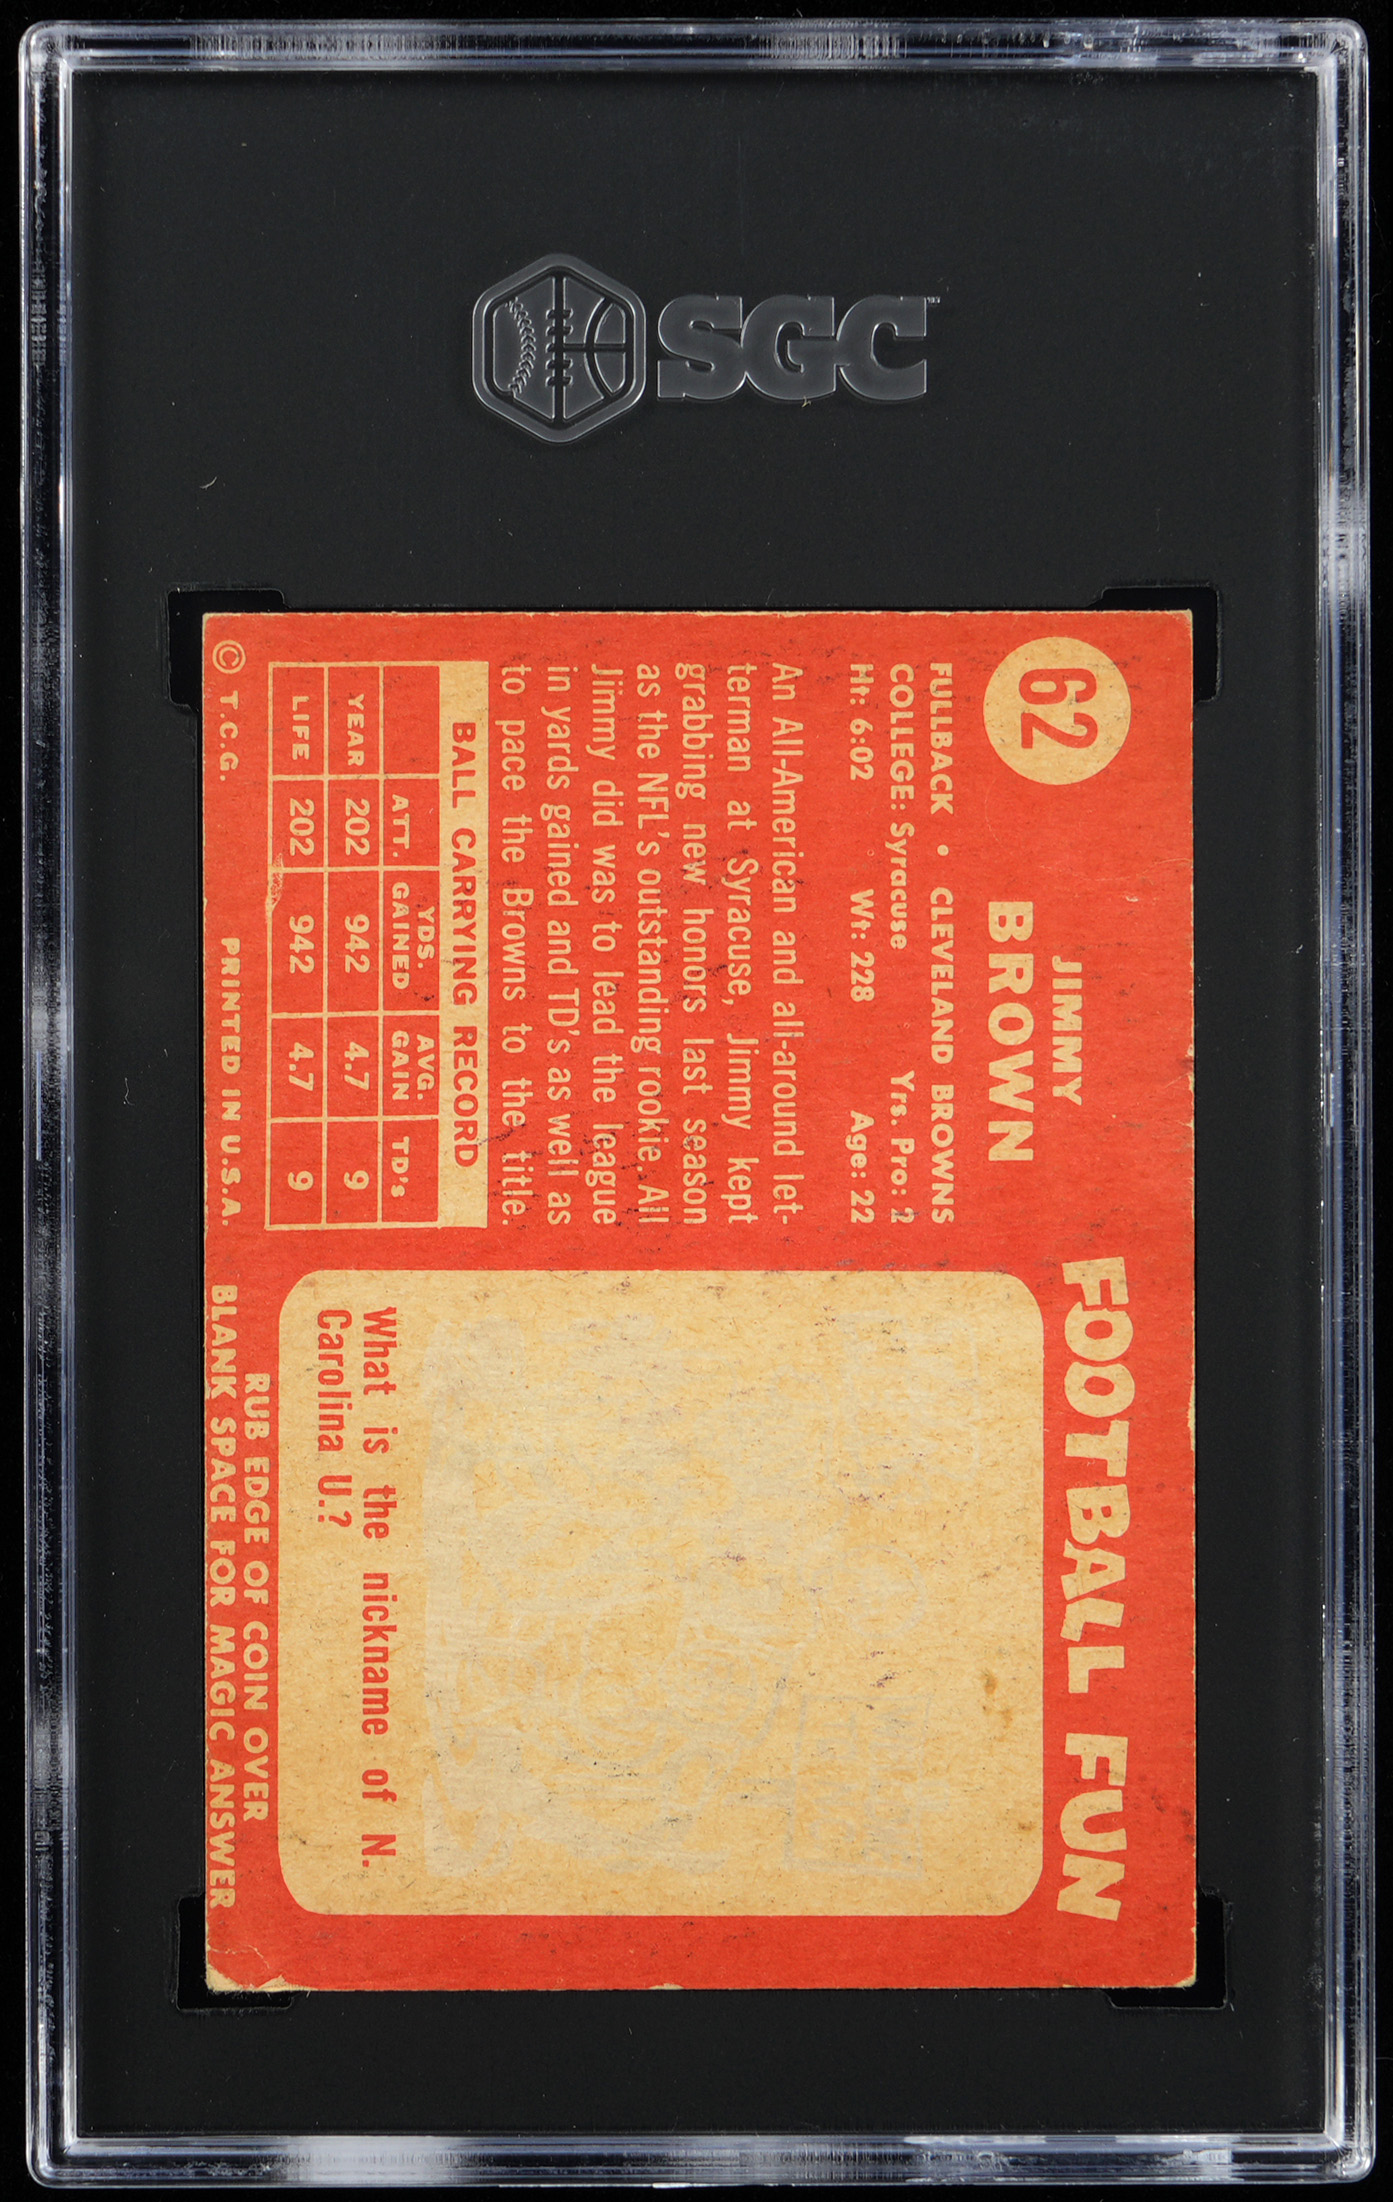 SGC
62
JIMMY
BROWN
FULLBACK • CLEVELAND BROWNS
COLLEGE: Syracuse Yrs. Pro: 2
Ht: 6:02 Wt: 228 Age: 22
An All-American and all-around let-
terman at Syracuse, Jimmy kept
grabbing new honors last season
as the NFL's outstanding rookie. All
Jimmy did was to lead the league
in yards gained and TD's as well as
to pace the Browns to the title.
BALL CARRYING RECORD
ATT. YDS. GAINED AVG. GAIN TD's
YEAR 202 942 4.7 9
LIFE 202 942 4.7 9
© T.C.G. PRINTED IN U.S.A.
FOOTBALL FUN
What is the nickname of N.
Carolina U.?
RUB EDGE OF COIN OVER
BLANK SPACE FOR MAGIC ANSWER